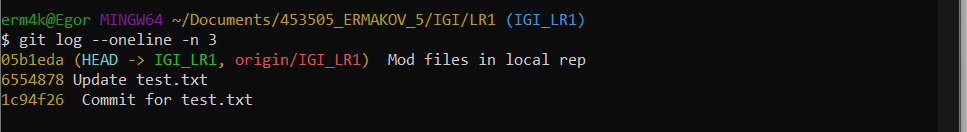 erm4k@Egor MINGW64 ~/Documents/453505_ERMAKOV_5/IGI/LR1 (IGI_LR1)
$ git log --oneline -n 3
05b1eda (HEAD -> IGI_LR1, origin/IGI_LR1)  Mod files in local rep
6554878 Update test.txt
1c94f26  Commit for test.txt